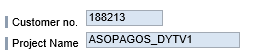 Customer no. 188213
Project Name ASOPAGOS_DYTV1